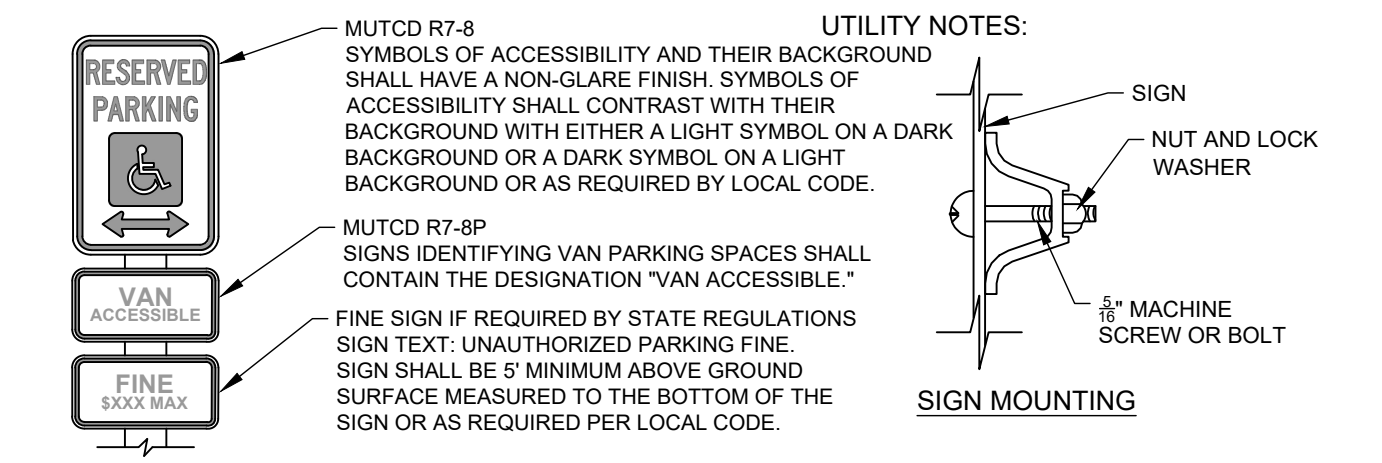 RESERVED
PARKING
VAN
ACCESSIBLE
FINE
$XXX MAX
MUTCD R7-8
SYMBOLS OF ACCESSIBILITY AND THEIR BACKGROUND
SHALL HAVE A NON-GLARE FINISH. SYMBOLS OF
ACCESSIBILITY SHALL CONTRAST WITH THEIR
BACKGROUND WITH EITHER A LIGHT SYMBOL ON A DARK
BACKGROUND OR A DARK SYMBOL ON A LIGHT
BACKGROUND OR AS REQUIRED BY LOCAL CODE.
MUTCD R7-8P
SIGNS IDENTIFYING VAN PARKING SPACES SHALL
CONTAIN THE DESIGNATION "VAN ACCESSIBLE."
FINE SIGN IF REQUIRED BY STATE REGULATIONS
SIGN TEXT: UNAUTHORIZED PARKING FINE.
SIGN SHALL BE 5' MINIMUM ABOVE GROUND
SURFACE MEASURED TO THE BOTTOM OF THE
SIGN OR AS REQUIRED PER LOCAL CODE.
UTILITY NOTES:
SIGN
NUT AND LOCK
WASHER
5/16" MACHINE
SCREW OR BOLT
SIGN MOUNTING